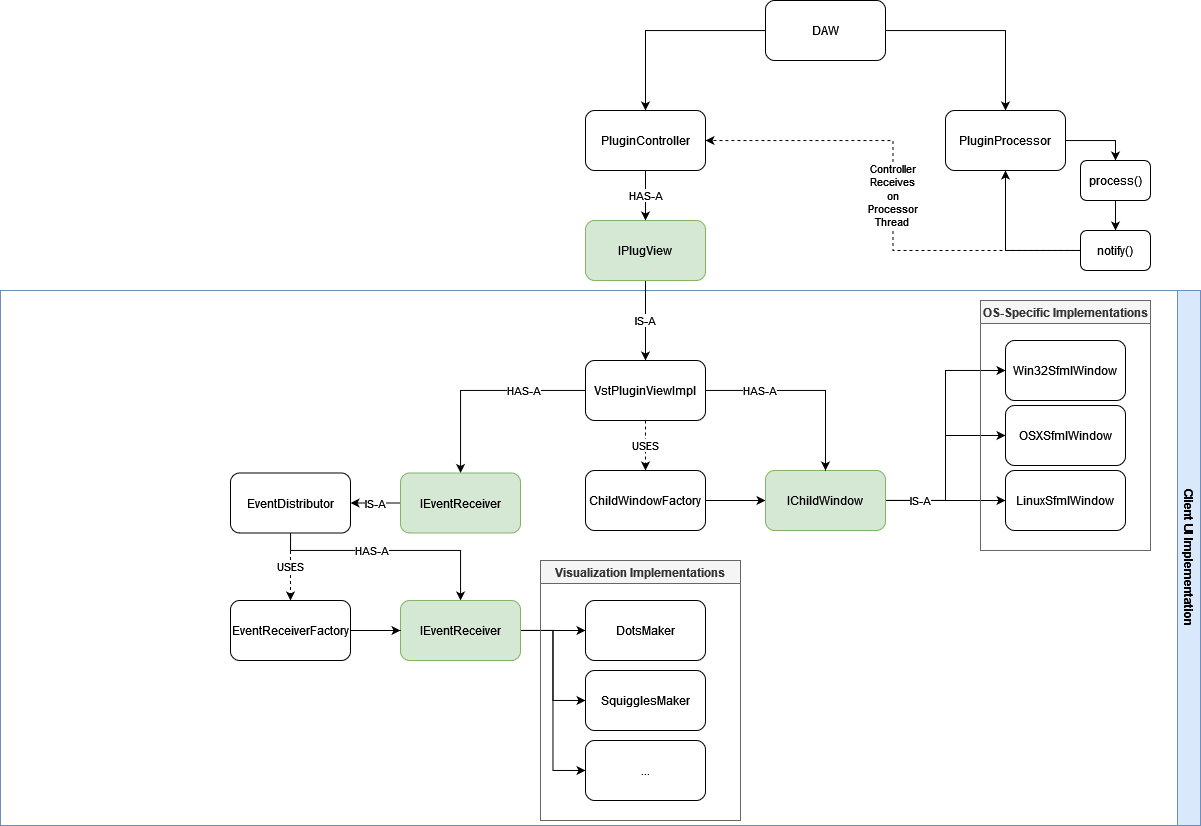 DAW
PluginController
PluginProcessor
process()
notify()
Controller
Receives
on
Processor
Thread
HAS-A
IPlugView
IS-A
OS-Specific Implementations
Win32SfmlWindow
OSXSfmlWindow
LinuxSfmlWindow
HAS-A
VstPluginViewImpl
HAS-A
USES
EventDistributor
IS-A
IEventReceiver
ChildWindowFactory
IChildWindow
IS-A
Client UI Implementation
HAS-A
USES
EventReceiverFactory
IEventReceiver
Visualization Implementations
DotsMaker
SquigglesMaker
...